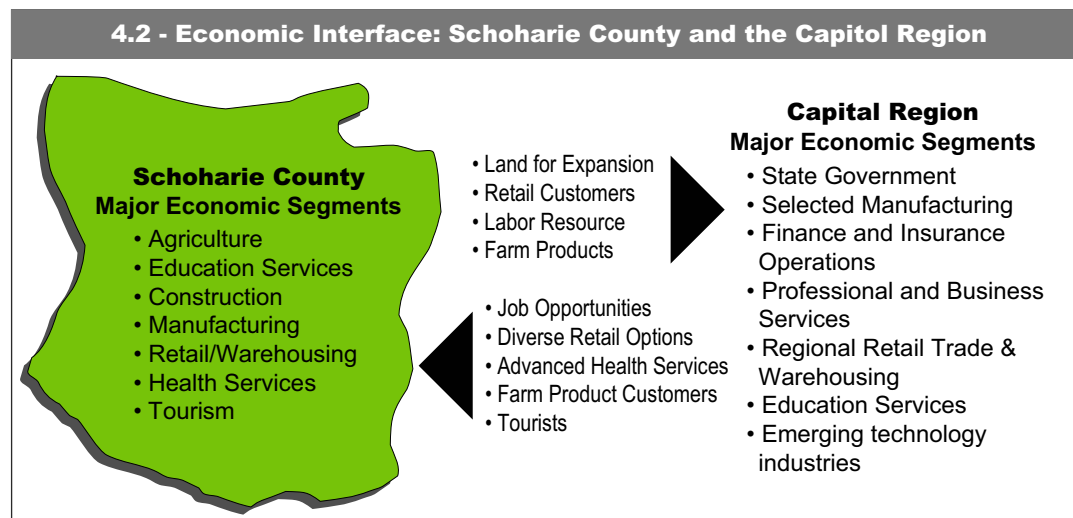 4.2 - Economic Interface: Schoharie County and the Capitol Region
Schoharie County
Major Economic Segments
• Agriculture
• Education Services
• Construction
• Manufacturing
• Retail/Warehousing
• Health Services
• Tourism
• Land for Expansion
• Retail Customers
• Labor Resource
• Farm Products
• Job Opportunities
• Diverse Retail Options
• Advanced Health Services
• Farm Product Customers
• Tourists
Capital Region
Major Economic Segments
• State Government
• Selected Manufacturing
• Finance and Insurance
Operations
• Professional and Business
Services
• Regional Retail Trade &
Warehousing
• Education Services
• Emerging technology
industries